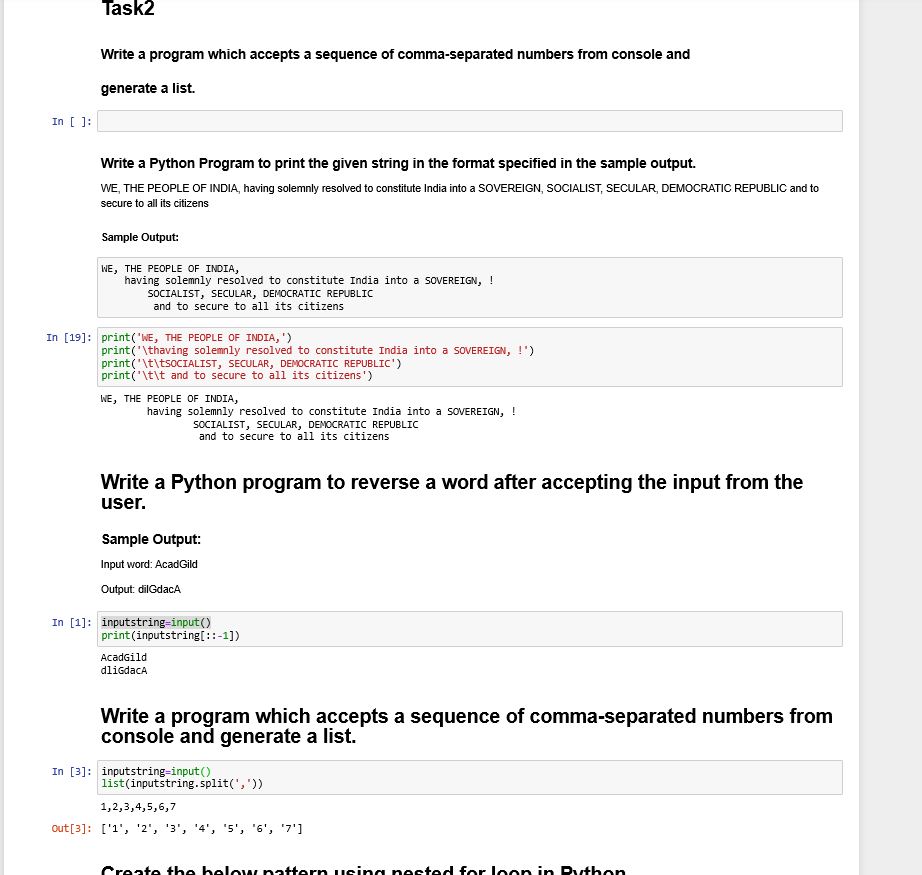 Task2
Write a program which accepts a sequence of comma-separated numbers from console and
generate a list.
In [ ]:
Write a Python Program to print the given string in the format specified in the sample output.
WE, THE PEOPLE OF INDIA, having solemnly resolved to constitute India into a SOVEREIGN, SOCIALIST, SECULAR, DEMOCRATIC REPUBLIC and to
secure to all its citizens
Sample Output:
WE, THE PEOPLE OF INDIA,
having solemnly resolved to constitute India into a SOVEREIGN, !
SOCIALIST, SECULAR, DEMOCRATIC REPUBLIC
and to secure to all its citizens
In [19]: print('WE, THE PEOPLE OF INDIA,')
print('\thaving solemnly resolved to constitute India into a SOVEREIGN, !')
print('\t\tSOCIALIST, SECULAR, DEMOCRATIC REPUBLIC')
print('\t\t and to secure to all its citizens')
WE, THE PEOPLE OF INDIA,
having solemnly resolved to constitute India into a SOVEREIGN, !
SOCIALIST, SECULAR, DEMOCRATIC REPUBLIC
and to secure to all its citizens
Write a Python program to reverse a word after accepting the input from the
user.
Sample Output:
Input word: AcadGild
Output: dilGdacA
In [1]: inputstring=input()
print(inputstring[::-1])
AcadGild
dliGdacA
Write a program which accepts a sequence of comma-separated numbers from
console and generate a list.
In [3]: inputstring=input()
list(inputstring.split(','))
1,2,3,4,5,6,7
Out[3]: ['1', '2', '3', '4', '5', '6', '7']
Create the below pattern using nested for loop in Python